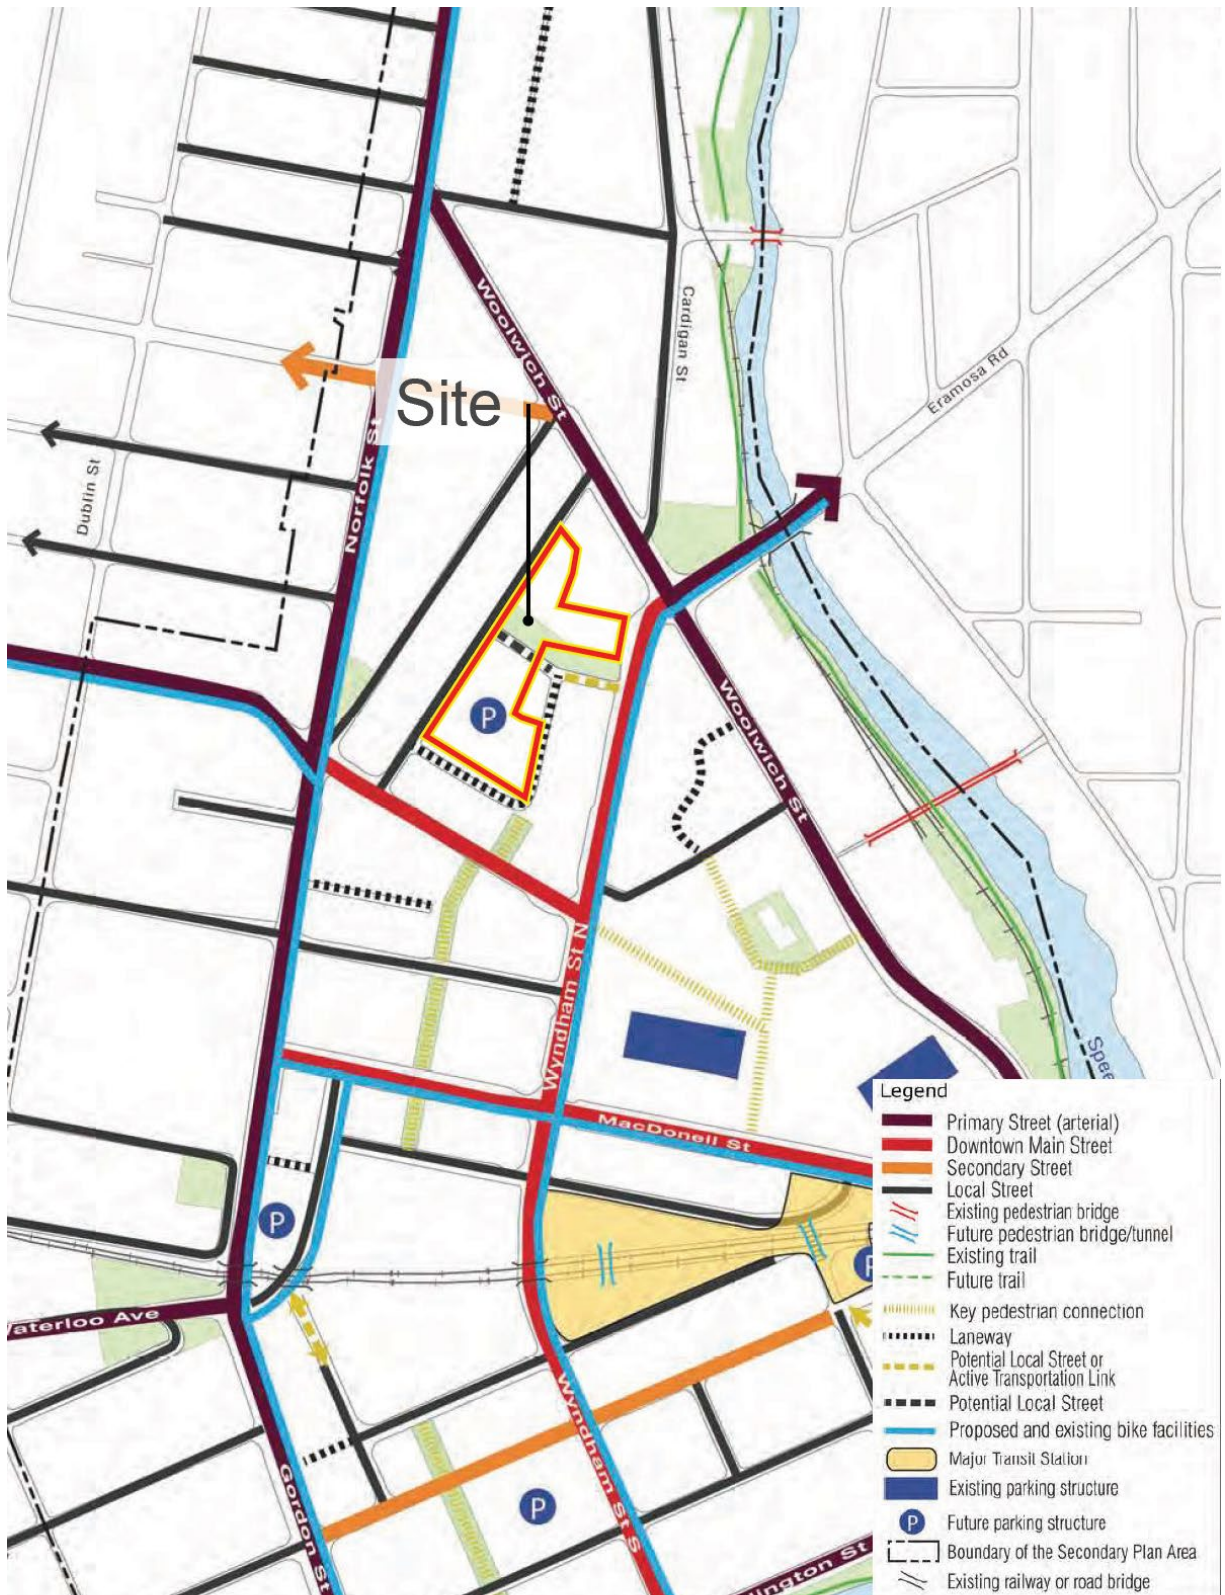 Woolwich St
Cardigan St
Eramosa Rd
Site
Norfolk St
Dublin St
P
Woolwich St
Wyndham St N
MacDonell St
P
Waterloo Ave
Wyndham St S
P
Gordon St
Legend
Primary Street (arterial)
Downtown Main Street
Secondary Street
Local Street
Existing pedestrian bridge
Future pedestrian bridge/tunnel
Existing trail
Future trail
Key pedestrian connection
Laneway
Potential Local Street or
Active Transportation Link
Potential Local Street
Proposed and existing bike facilities
Major Transit Station
Existing parking structure
P
Future parking structure
Boundary of the Secondary Plan Area
Existing railway or road bridge